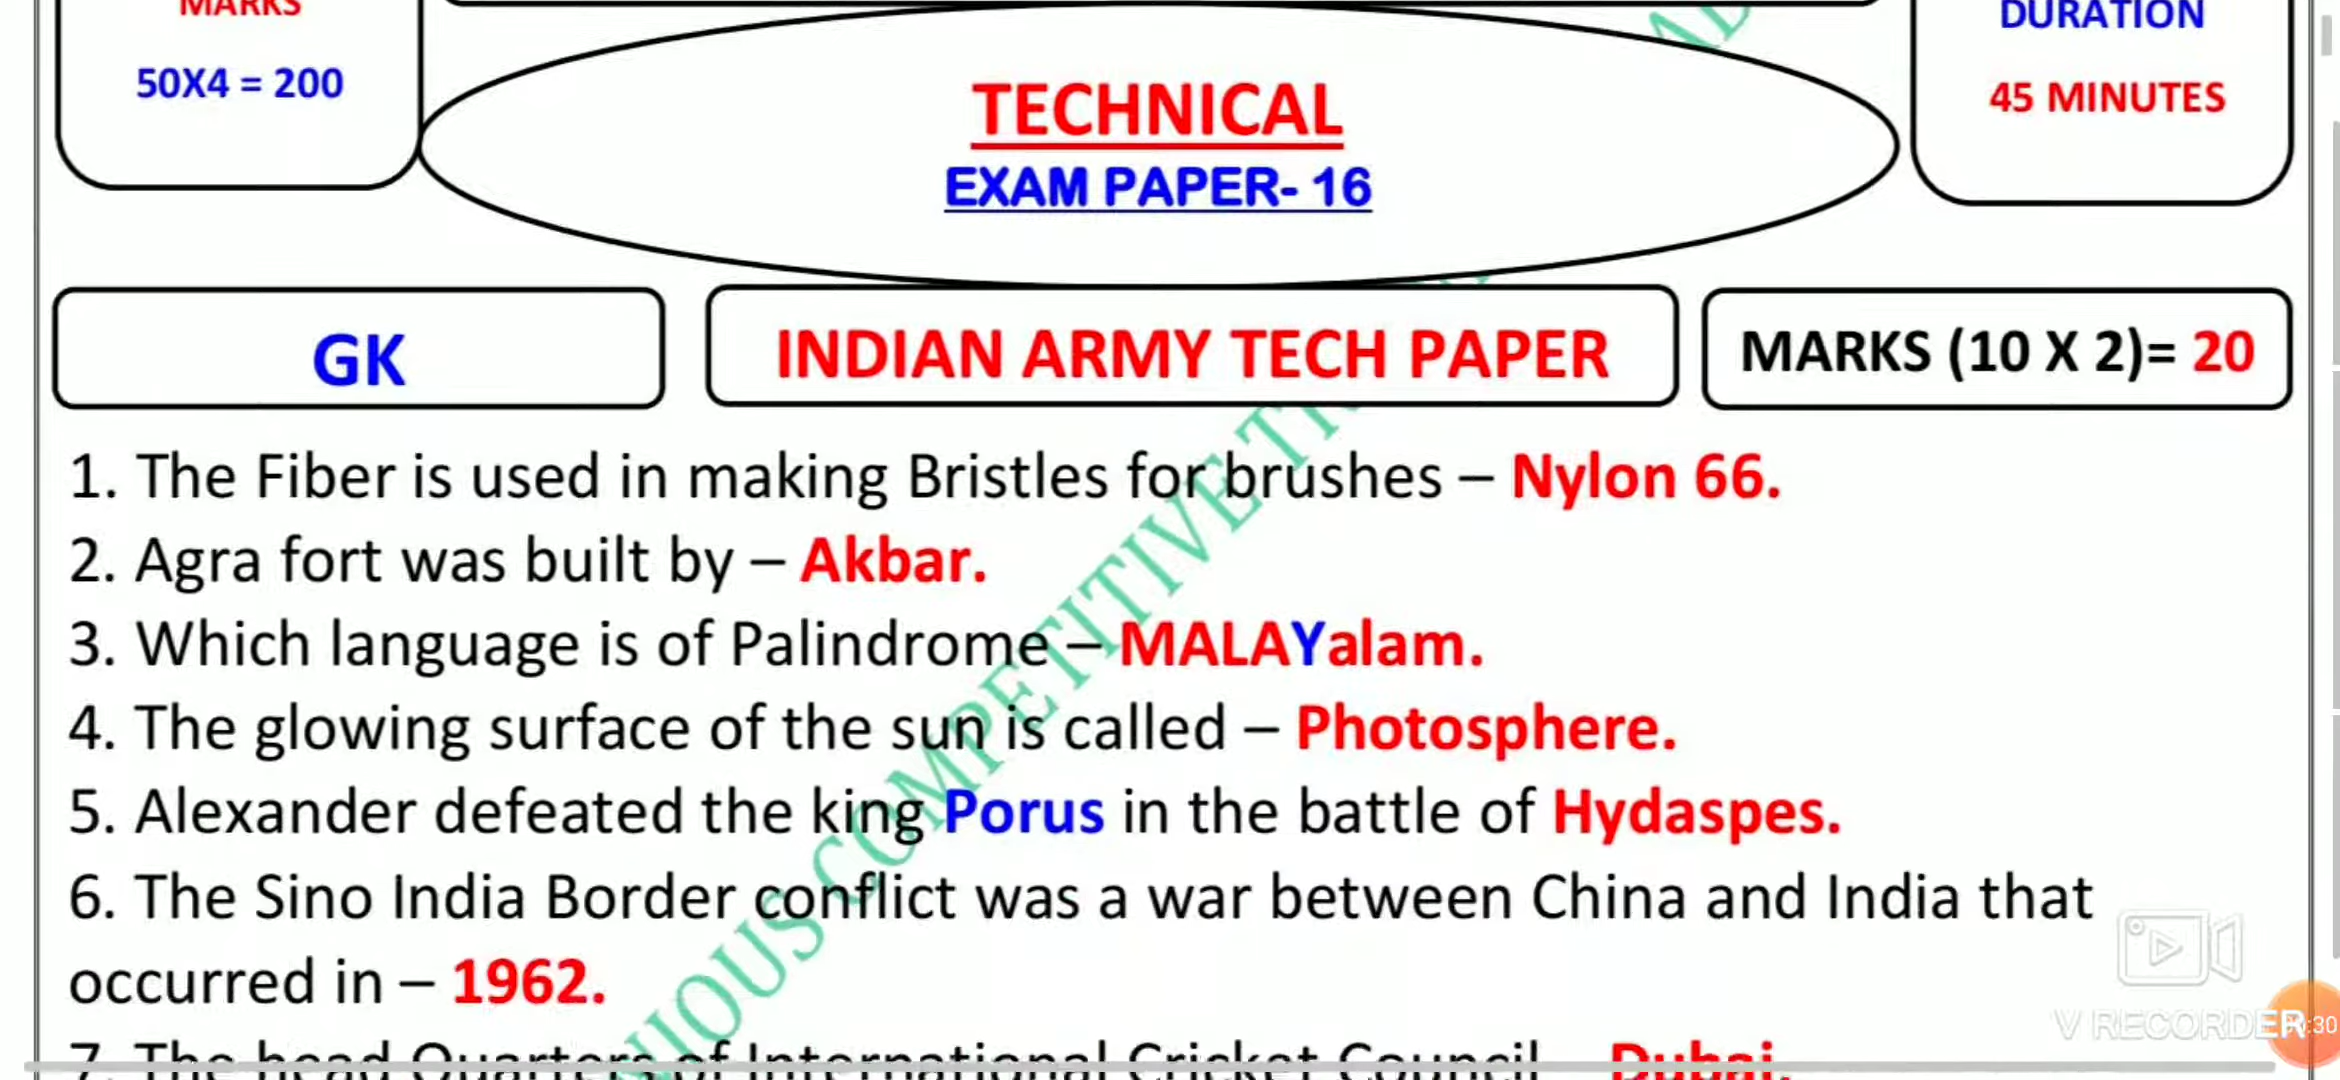 MARKS
50X4 = 200
TECHNICAL
EXAM PAPER- 16
DURATION
45 MINUTES
GK
INDIAN ARMY TECH PAPER
MARKS (10 X 2)= 20
1. The Fiber is used in making Bristles for brushes – Nylon 66.
2. Agra fort was built by – Akbar.
3. Which language is of Palindrome – MALAYalam.
4. The glowing surface of the sun is called – Photosphere.
5. Alexander defeated the king Porus in the battle of Hydaspes.
6. The Sino India Border conflict was a war between China and India that
occurred in – 1962.
7. The head Quarters of International Cricket Council Dubai.
COMPETITIVE
V RECORDER
:30